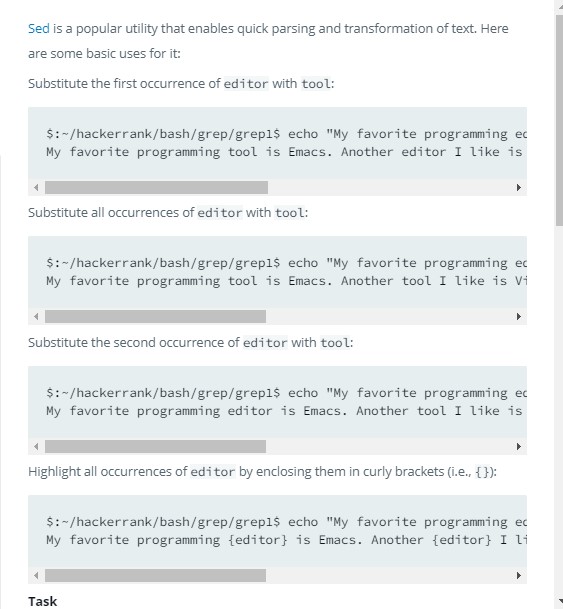 Sed is a popular utility that enables quick parsing and transformation of text. Here
are some basic uses for it:
Substitute the first occurrence of editor with tool:
$:~/hackerrank/bash/grep/grep1$ echo "My favorite programming
My favorite programming tool is Emacs. Another editor I like is
Substitute all occurrences of editor with tool:
$:~/hackerrank/bash/grep/grep1$ echo "My favorite programming
My favorite programming tool is Emacs. Another tool I like is
Substitute the second occurrence of editor with tool:
$:~/hackerrank/bash/grep/grep1$ echo "My favorite programming
My favorite programming editor is Emacs. Another tool I like is
Highlight all occurrences of editor by enclosing them in curly brackets (i.e., {}):
$:~/hackerrank/bash/grep/grep1$ echo "My favorite programming
My favorite programming {editor} is Emacs. Another {editor} I
Task